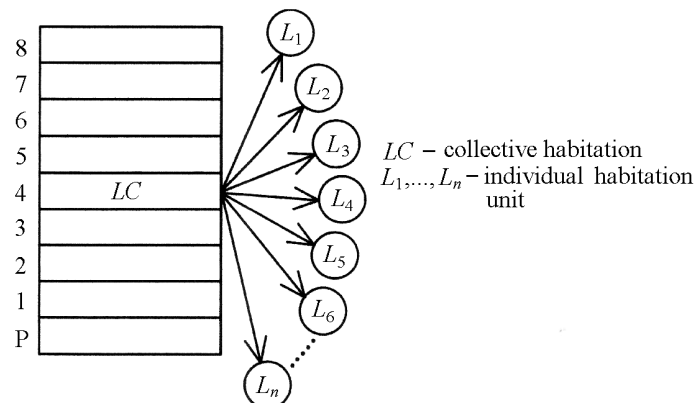 8
7
6
5
4
3
2
1
P
LC
L1
L2
L3
L4
L5
L6
Ln
LC – collective habitation
L1,...,Ln – individual habitation
unit